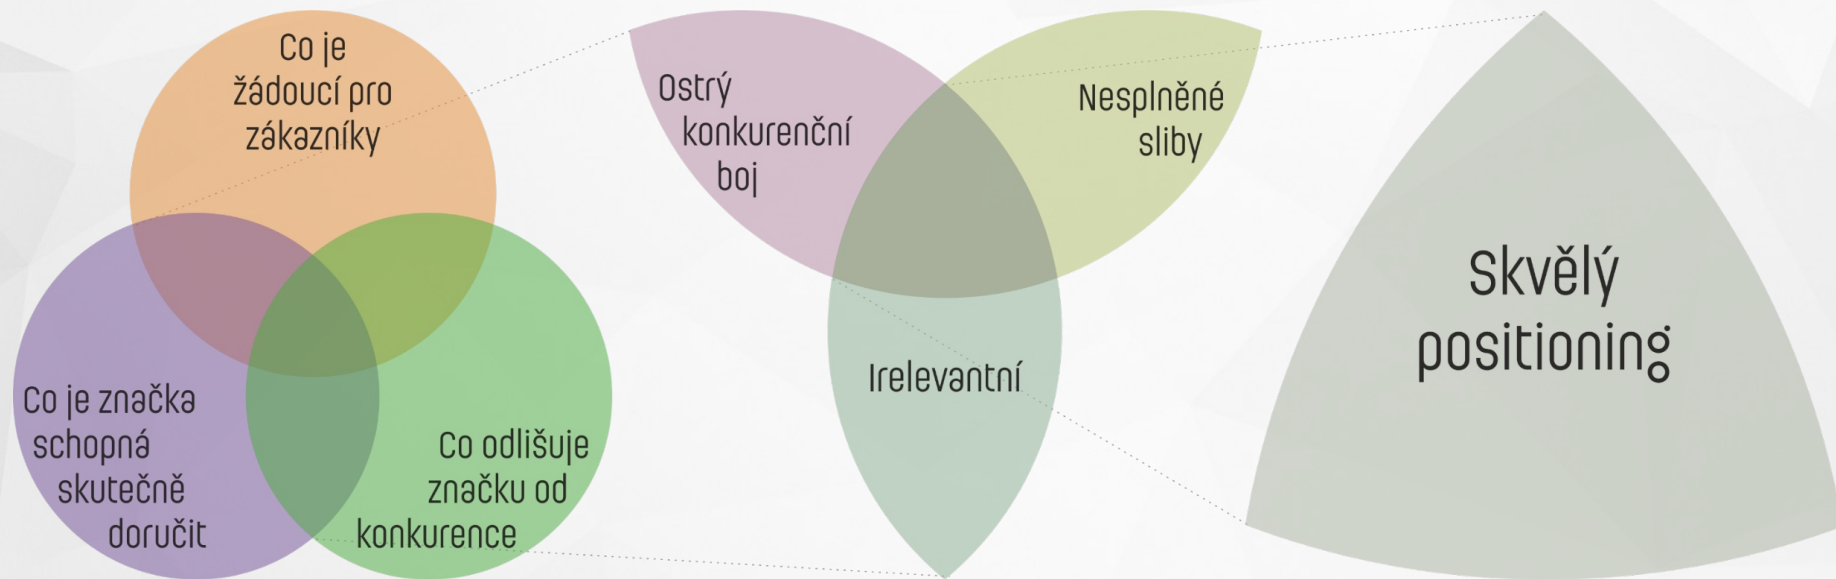 Co je
žádoucí pro
zákazníky
Co je značka
schopná
skutečně
doručit
Co odlišuje
značku od
konkurence
Ostrý
konkurenční
boj
Nesplněné
sliby
Irelevantní
Skvělý
positioning